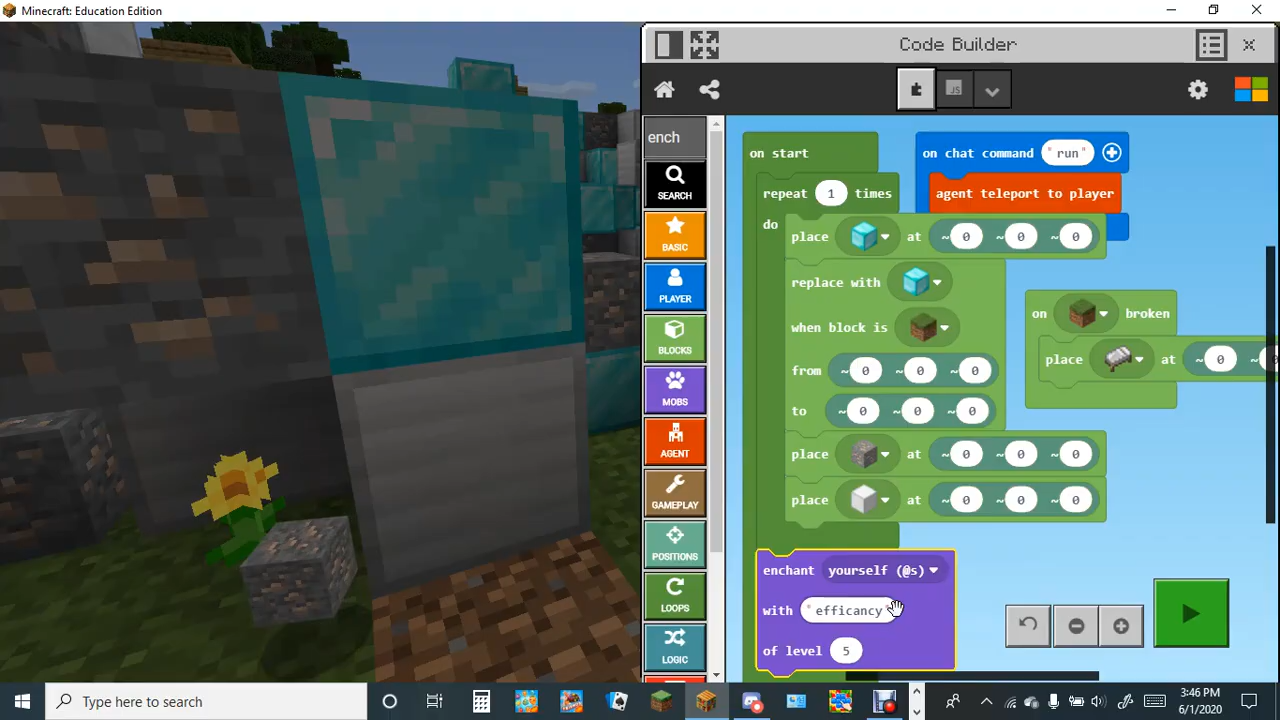 Minecraft: Education Edition
Code Builder
JS
ench
SEARCH
BASIC
PLAYER
BLOCKS
MOBS
AGENT
GAMEPLAY
POSITIONS
LOOPS
LOGIC
on start
repeat 1 times
do
place at ~0 ~0 ~0
replace with
when block is
from ~0 ~0 ~0
to ~0 ~0 ~0
place at ~0 ~0 ~0
place at ~0 ~0 ~0
enchant yourself (@s)
with "efficancy"
of level 5
on chat command "run"
agent teleport to player
on broken
place at ~0 ~0
Type here to search
3:46 PM
6/1/2020